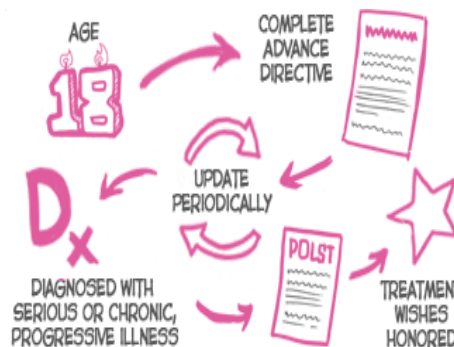 AGE
18
COMPLETE
ADVANCE
DIRECTIVE
UPDATE
PERIODICALLY
Dx
DIAGNOSED WITH
SERIOUS OR CHRONIC,
PROGRESSIVE ILLNESS
POLST
TREATMEN
WISHES
HONORED